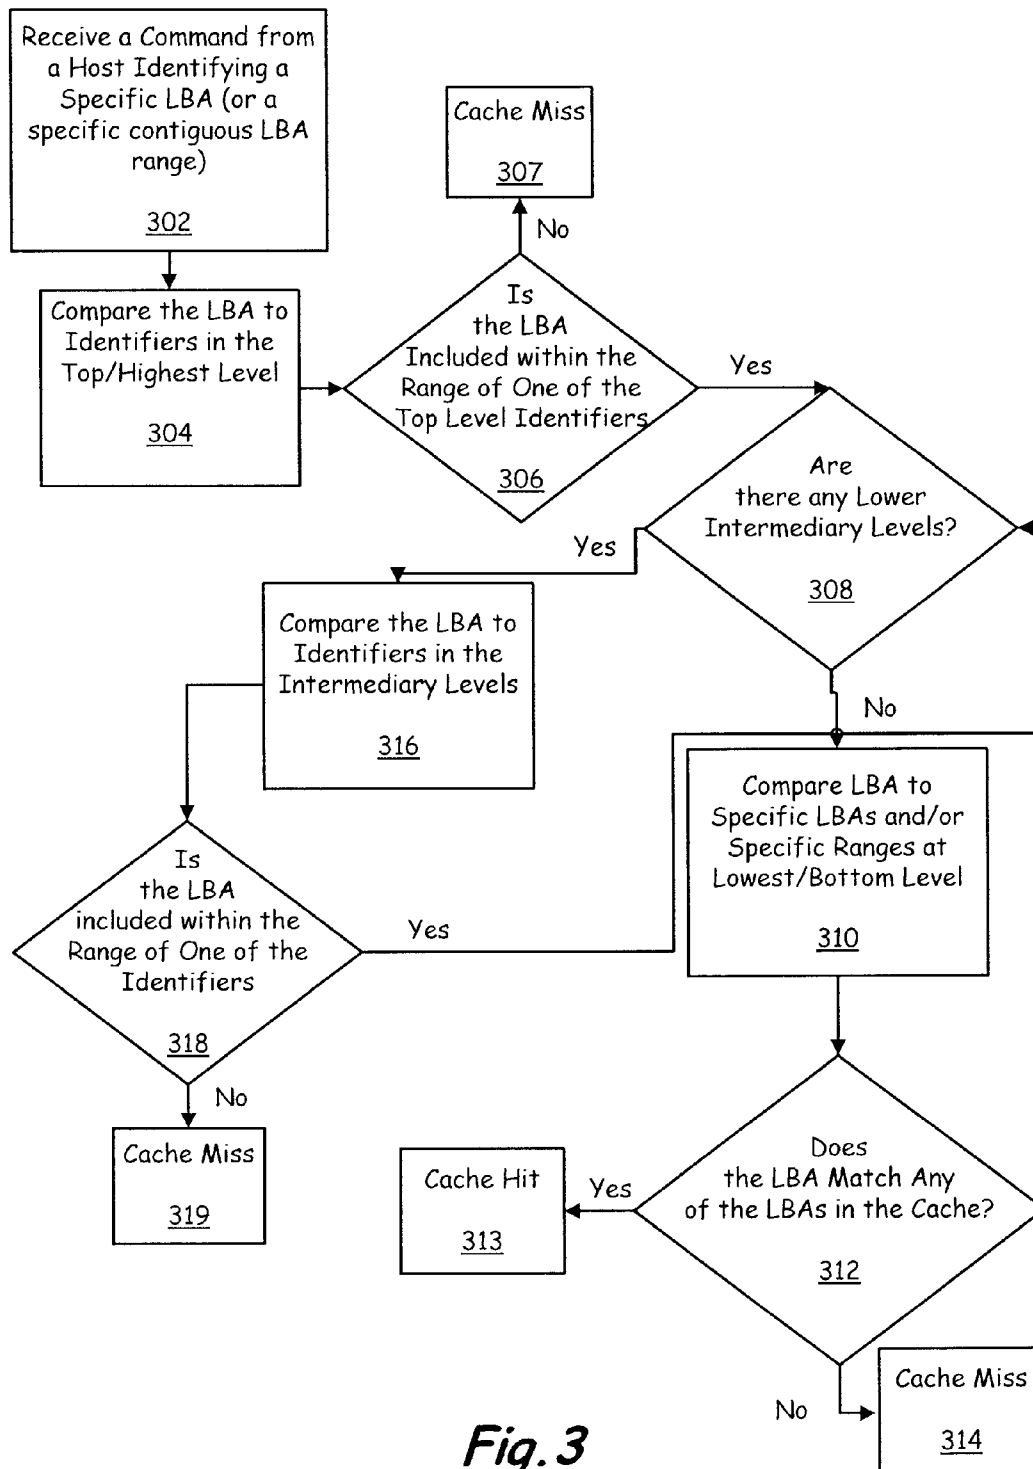 Receive a Command from
a Host Identifying a
Specific LBA (or a
specific contiguous LBA
range)
302
Cache Miss
307
No
Compare the LBA to
Identifiers in the
Top/Highest Level
304
Is
the LBA
Included within the
Range of One of the
Top Level Identifiers
306
Yes
Are
there any Lower
Intermediary Levels?
308
Yes
Compare the LBA to
Identifiers in the
Intermediary Levels
316
No
Compare LBA to
Specific LBAs and/or
Specific Ranges at
Lowest/Bottom Level
310
Is
the LBA
included within the
Range of One of the
Identifiers
318
Yes
No
Cache Miss
319
Does
the LBA Match Any
of the LBAs in the Cache?
312
Yes
Cache Hit
313
No
Cache Miss
314
Fig. 3